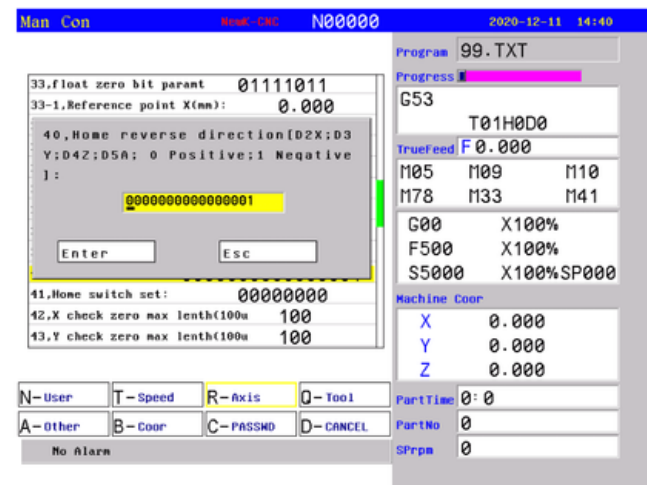 Man Con NewK-CNC N00000 2020-12-11 14:40
33,float zero bit paramt 01111011
33-1,Reference point X(mm): 0.000
40,Home reverse direction[D2X;D3
Y;D4Z;D5A; 0 Positive;1 Neqative
]:
0000000000000001
Enter Esc
41,Home switch set: 00000000
42,X check zero max lenth(100u 100
43,Y check zero max lenth(100u 100
N-User T-Speed R-Axis Q-Tool
A-Other B-Coor C-PASSWD D-CANCEL
No Alarm
Program 99.TXT
Progress
G53
T01H0D0
TrueFeed F0.000
M05 M09 M10
M78 M33 M41
G00 X100%
F500 X100%
S5000 X100%SP000
Machine Coor
X 0.000
Y 0.000
Z 0.000
PartTime 0:0
PartNo 0
SPrpm 0